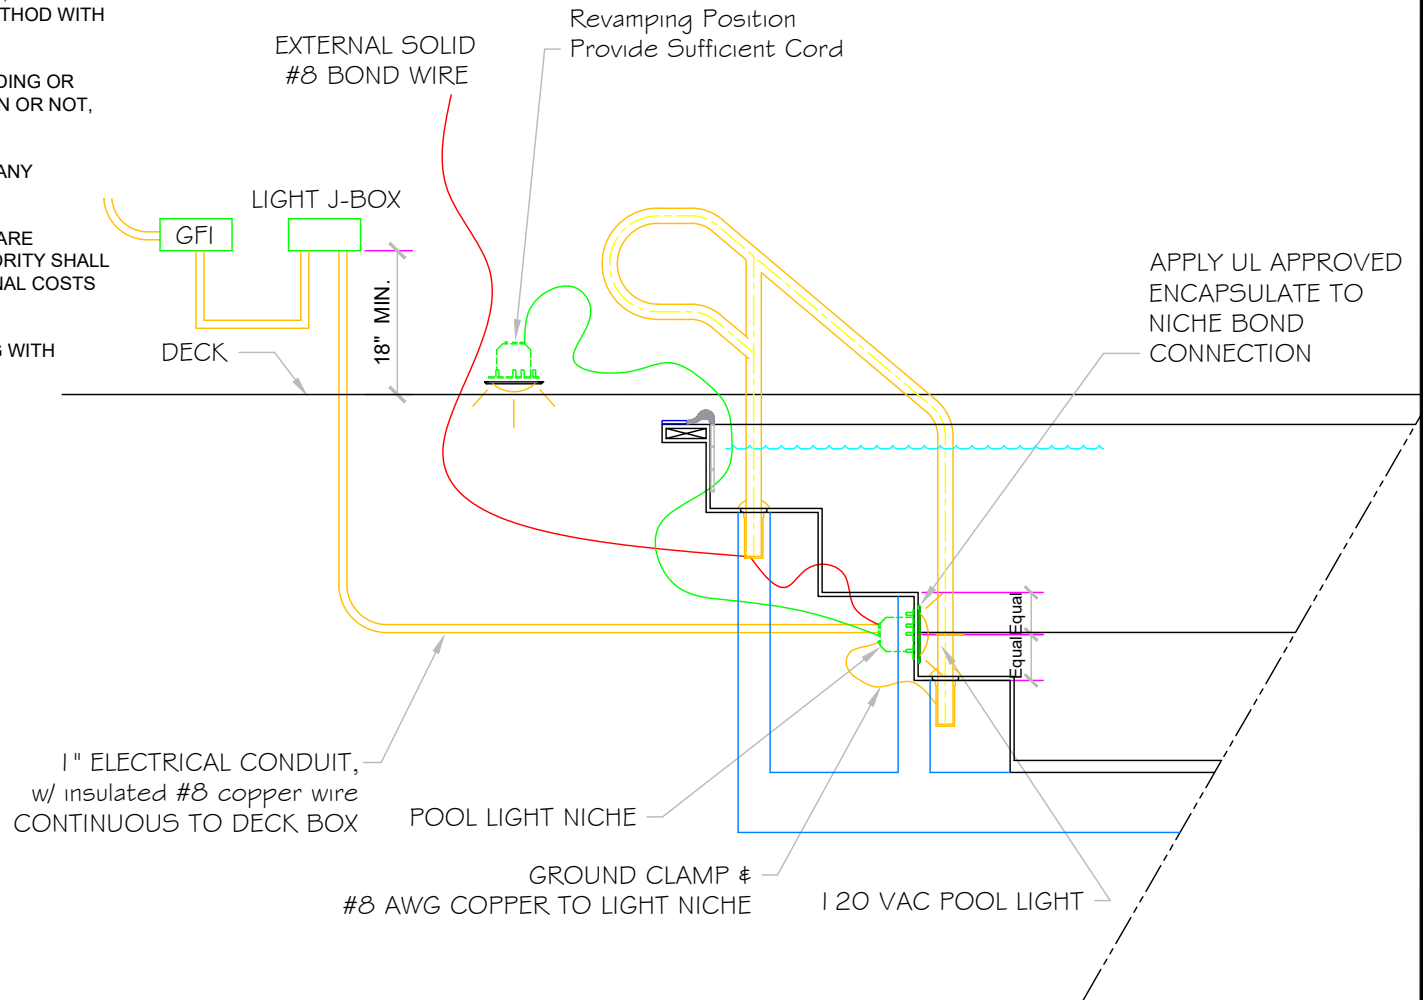 THOD WITH
DING OR
N OR NOT,
ANY
ARE
ORITY SHALL
NAL COSTS
WITH
EXTERNAL SOLID
#8 BOND WIRE
Revamping Position
Provide Sufficient Cord
LIGHT J-BOX
GFI
18" MIN.
DECK
APPLY UL APPROVED
ENCAPSULATE TO
NICHE BOND
CONNECTION
Equal
Equal
1" ELECTRICAL CONDUIT,
w/ insulated #8 copper wire
CONTINUOUS TO DECK BOX
POOL LIGHT NICHE
GROUND CLAMP &
#8 AWG COPPER TO LIGHT NICHE
120 VAC POOL LIGHT